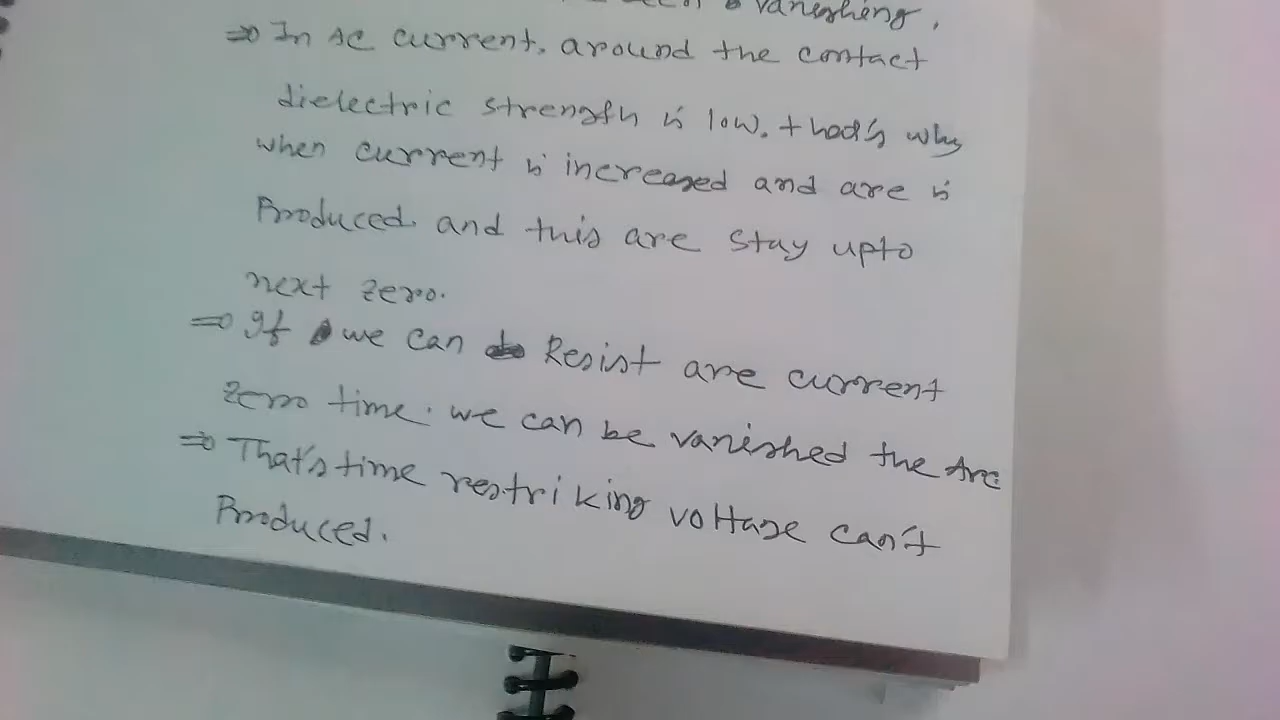 vanishing.
⇒ In ac current. around the contact
dielectric strength is low. that's why
when current is increased and arc is
Produced. and this arc stay upto
next zero.
⇒ If we can Resist arc current
zero time. we can be vanished the Arc
⇒ That's time restriking voltage can't
Produced.